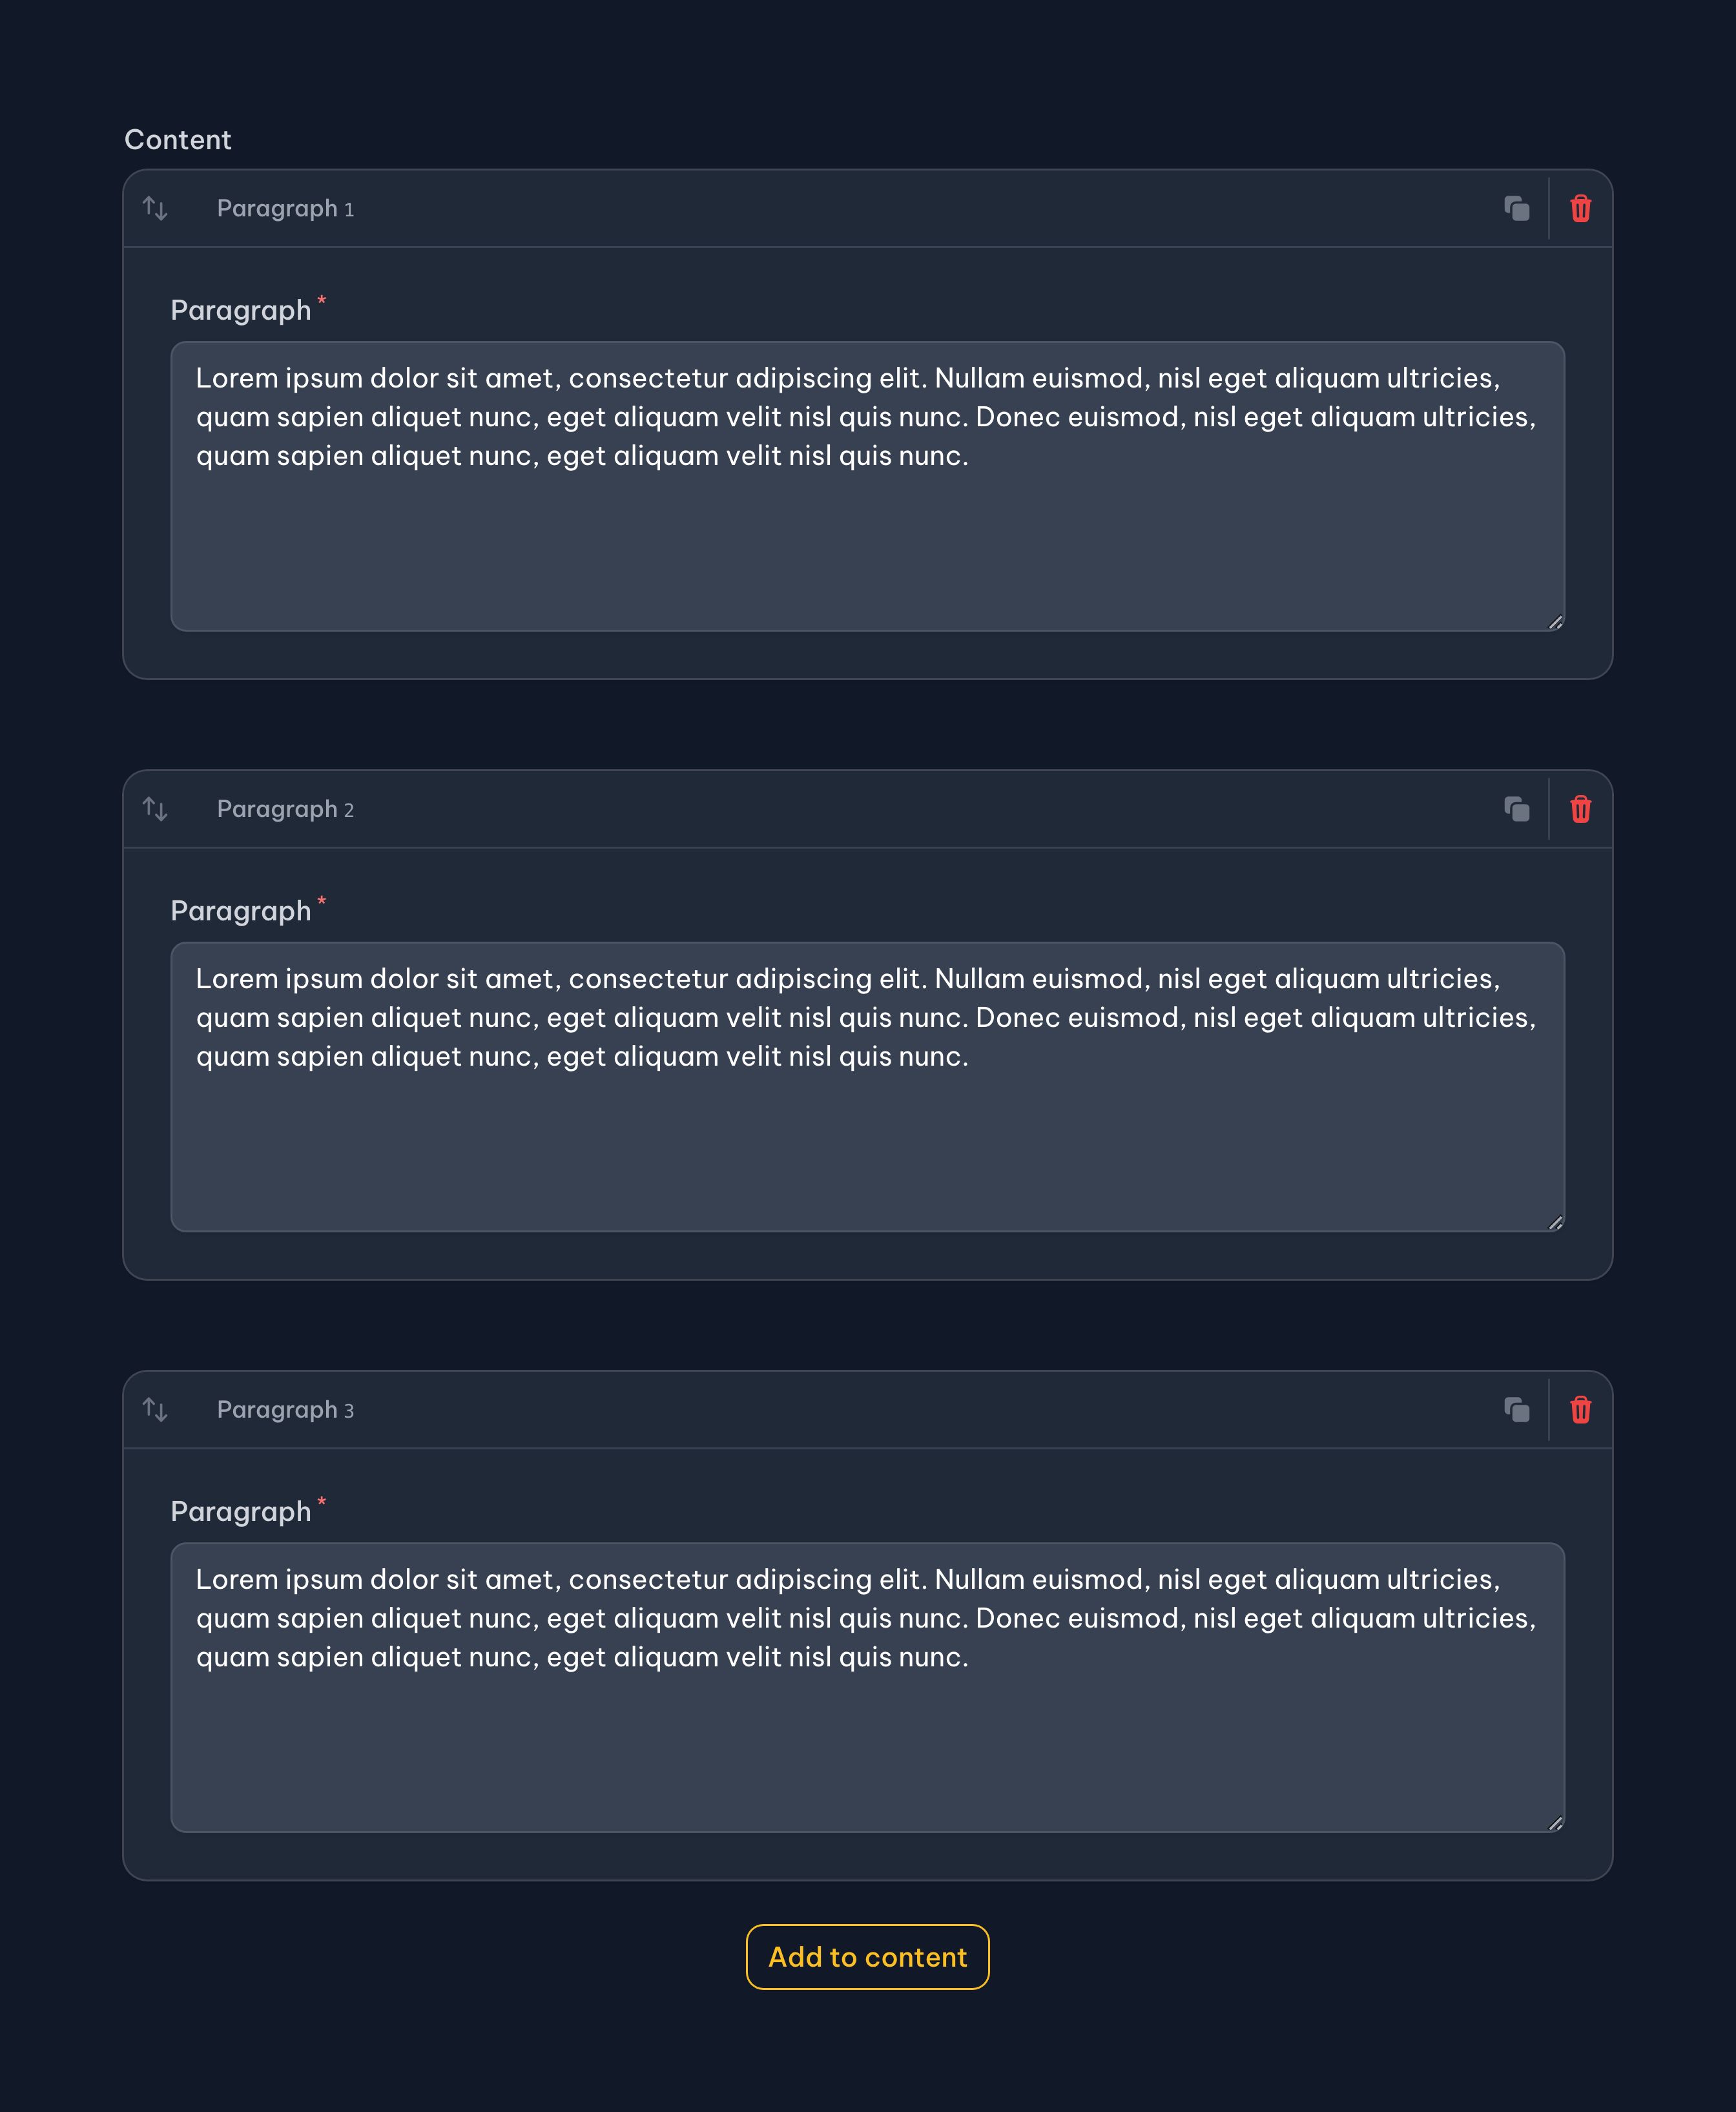 Content
Paragraph 1
Paragraph *
Lorem ipsum dolor sit amet, consectetur adipiscing elit. Nullam euismod, nisl eget aliquam ultricies,
quam sapien aliquet nunc, eget aliquam velit nisl quis nunc. Donec euismod, nisl eget aliquam ultricies,
quam sapien aliquet nunc, eget aliquam velit nisl quis nunc.
Paragraph 2
Paragraph *
Lorem ipsum dolor sit amet, consectetur adipiscing elit. Nullam euismod, nisl eget aliquam ultricies,
quam sapien aliquet nunc, eget aliquam velit nisl quis nunc. Donec euismod, nisl eget aliquam ultricies,
quam sapien aliquet nunc, eget aliquam velit nisl quis nunc.
Paragraph 3
Paragraph *
Lorem ipsum dolor sit amet, consectetur adipiscing elit. Nullam euismod, nisl eget aliquam ultricies,
quam sapien aliquet nunc, eget aliquam velit nisl quis nunc. Donec euismod, nisl eget aliquam ultricies,
quam sapien aliquet nunc, eget aliquam velit nisl quis nunc.
Add to content